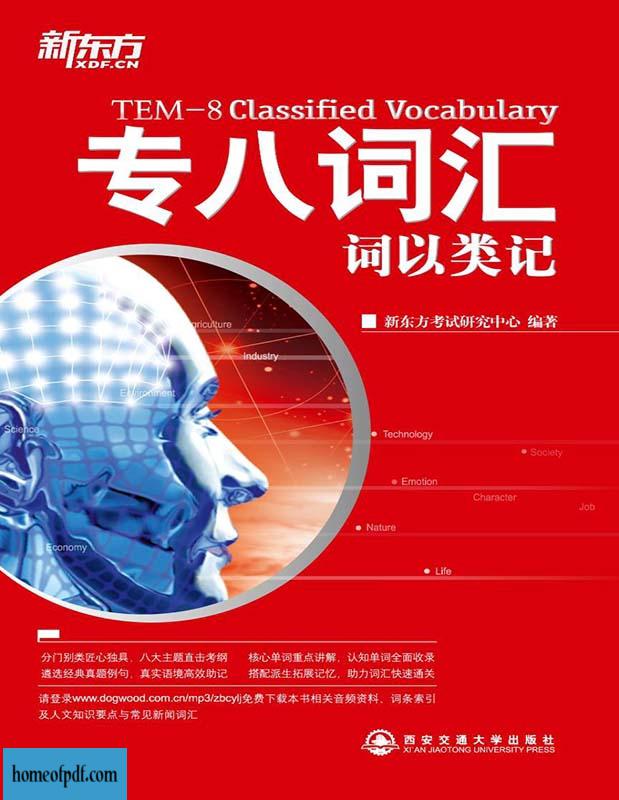 新东方
XDF.CN
TEM-8 Classified Vocabulary
专八词汇
词以类记
新东方考试研究中心 编著
Agriculture
Industry
Environment
Science
Technology
Society
Emotion
Character
Job
Nature
Economy
Life
分门别类匠心独具，八大主题直击考纲 核心单词重点讲解，认知单词全面收录
遴选经典真题例句，真实语境高效助记 搭配派生拓展记忆，助力词汇快速通关
请登录www.dogwood.com.cn/mp3/zbcylj免费下载本书相关音频资料、词条索引
及人文知识要点与常见新闻词汇
西安交通大学出版社
XI'AN JIAOTONG UNIVERSITY PRESS
homeofpdf.com